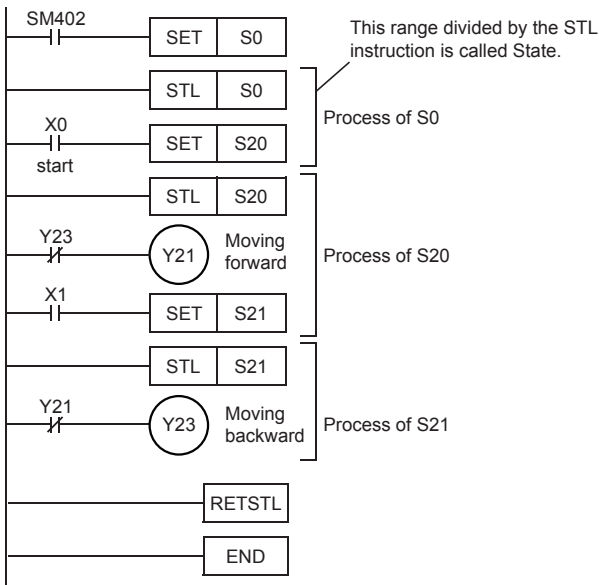 SM402
SET S0
This range divided by the STL
instruction is called State.
STL S0
Process of S0
X0
SET S20
start
STL S20
Y23
Y21
Moving
forward
Process of S20
X1
SET S21
STL S21
Y21
Y23
Moving
backward
Process of S21
RETSTL
END